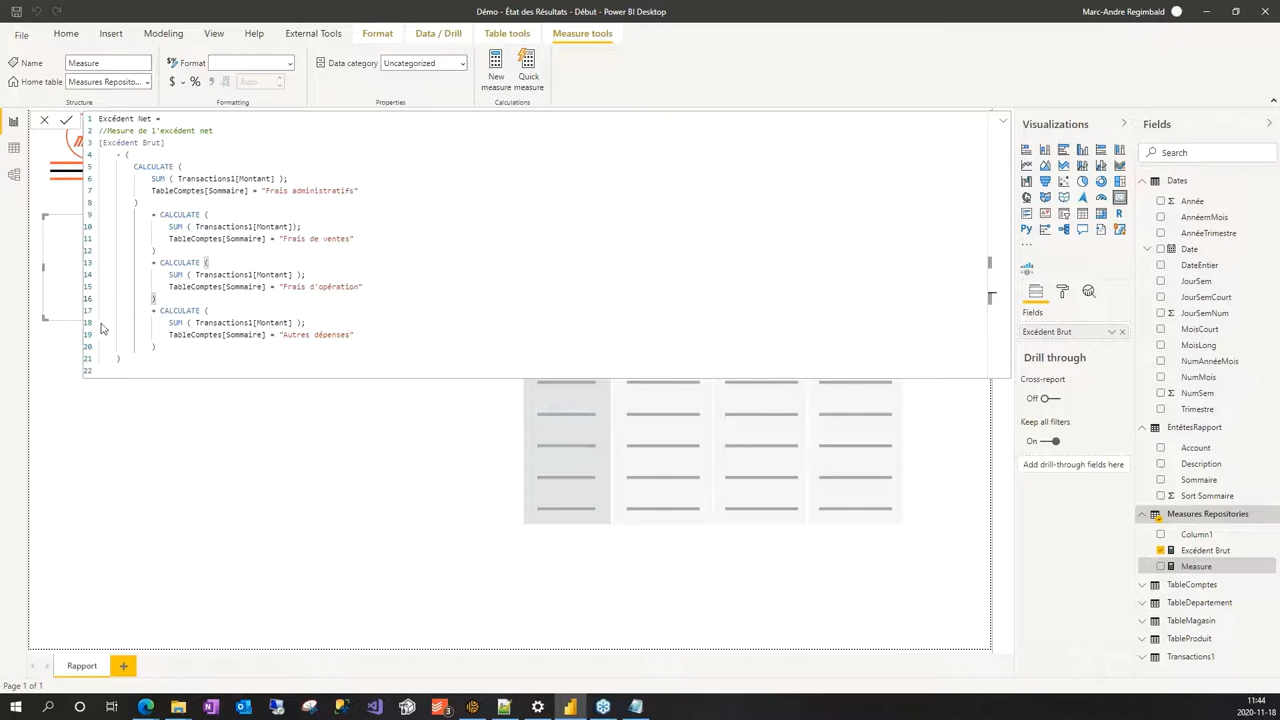 Démo - État des Résultats - Début - Power BI Desktop
Marc-Andre Regimbald
File
Home
Insert
Modeling
View
Help
External Tools
Format
Data / Drill
Table tools
Measure tools
Name
Measure
Home table
Measures Reposito...
Structure
Format
$
%
Auto
Formatting
Data category
Uncategorized
Properties
New measure
Quick measure
Calculations
1 Excédent Net =
2 //Mesure de l'excédent net
3 [Excédent Brut]
4 - (
5 CALCULATE (
6 SUM ( Transactions1[Montant] );
7 TableComptes[Sommaire] = "Frais administratifs"
8 )
9 + CALCULATE (
10 SUM ( Transactions1[Montant]);
11 TableComptes[Sommaire] = "Frais de ventes"
12 )
13 + CALCULATE (
14 SUM ( Transactions1[Montant] );
15 TableComptes[Sommaire] = "Frais d'opération"
16 )
17 + CALCULATE (
18 SUM ( Transactions1[Montant] );
19 TableComptes[Sommaire] = "Autres dépenses"
20 )
21 )
22
Visualizations
R
Py
Fields
Excédent Brut
Drill through
Cross-report
Off
Keep all filters
On
Add drill-through fields here
Fields
Search
Dates
Σ Année
AnnéemMois
AnnéeTrimestre
Date
DateEntier
JourSem
JourSemCourt
Σ JourSemNum
MoisCourt
MoisLong
NumAnnéeMois
NumMois
Σ NumSem
Trimestre
EntêtesRapport
Account
Description
Sommaire
Σ Sort Sommaire
Measures Repositories
Column1
Excédent Brut
Measure
TableComptes
TableDepartement
TableMagasin
TableProduit
Transactions1
Rapport
Page 1 of 1
11:44
2020-11-18